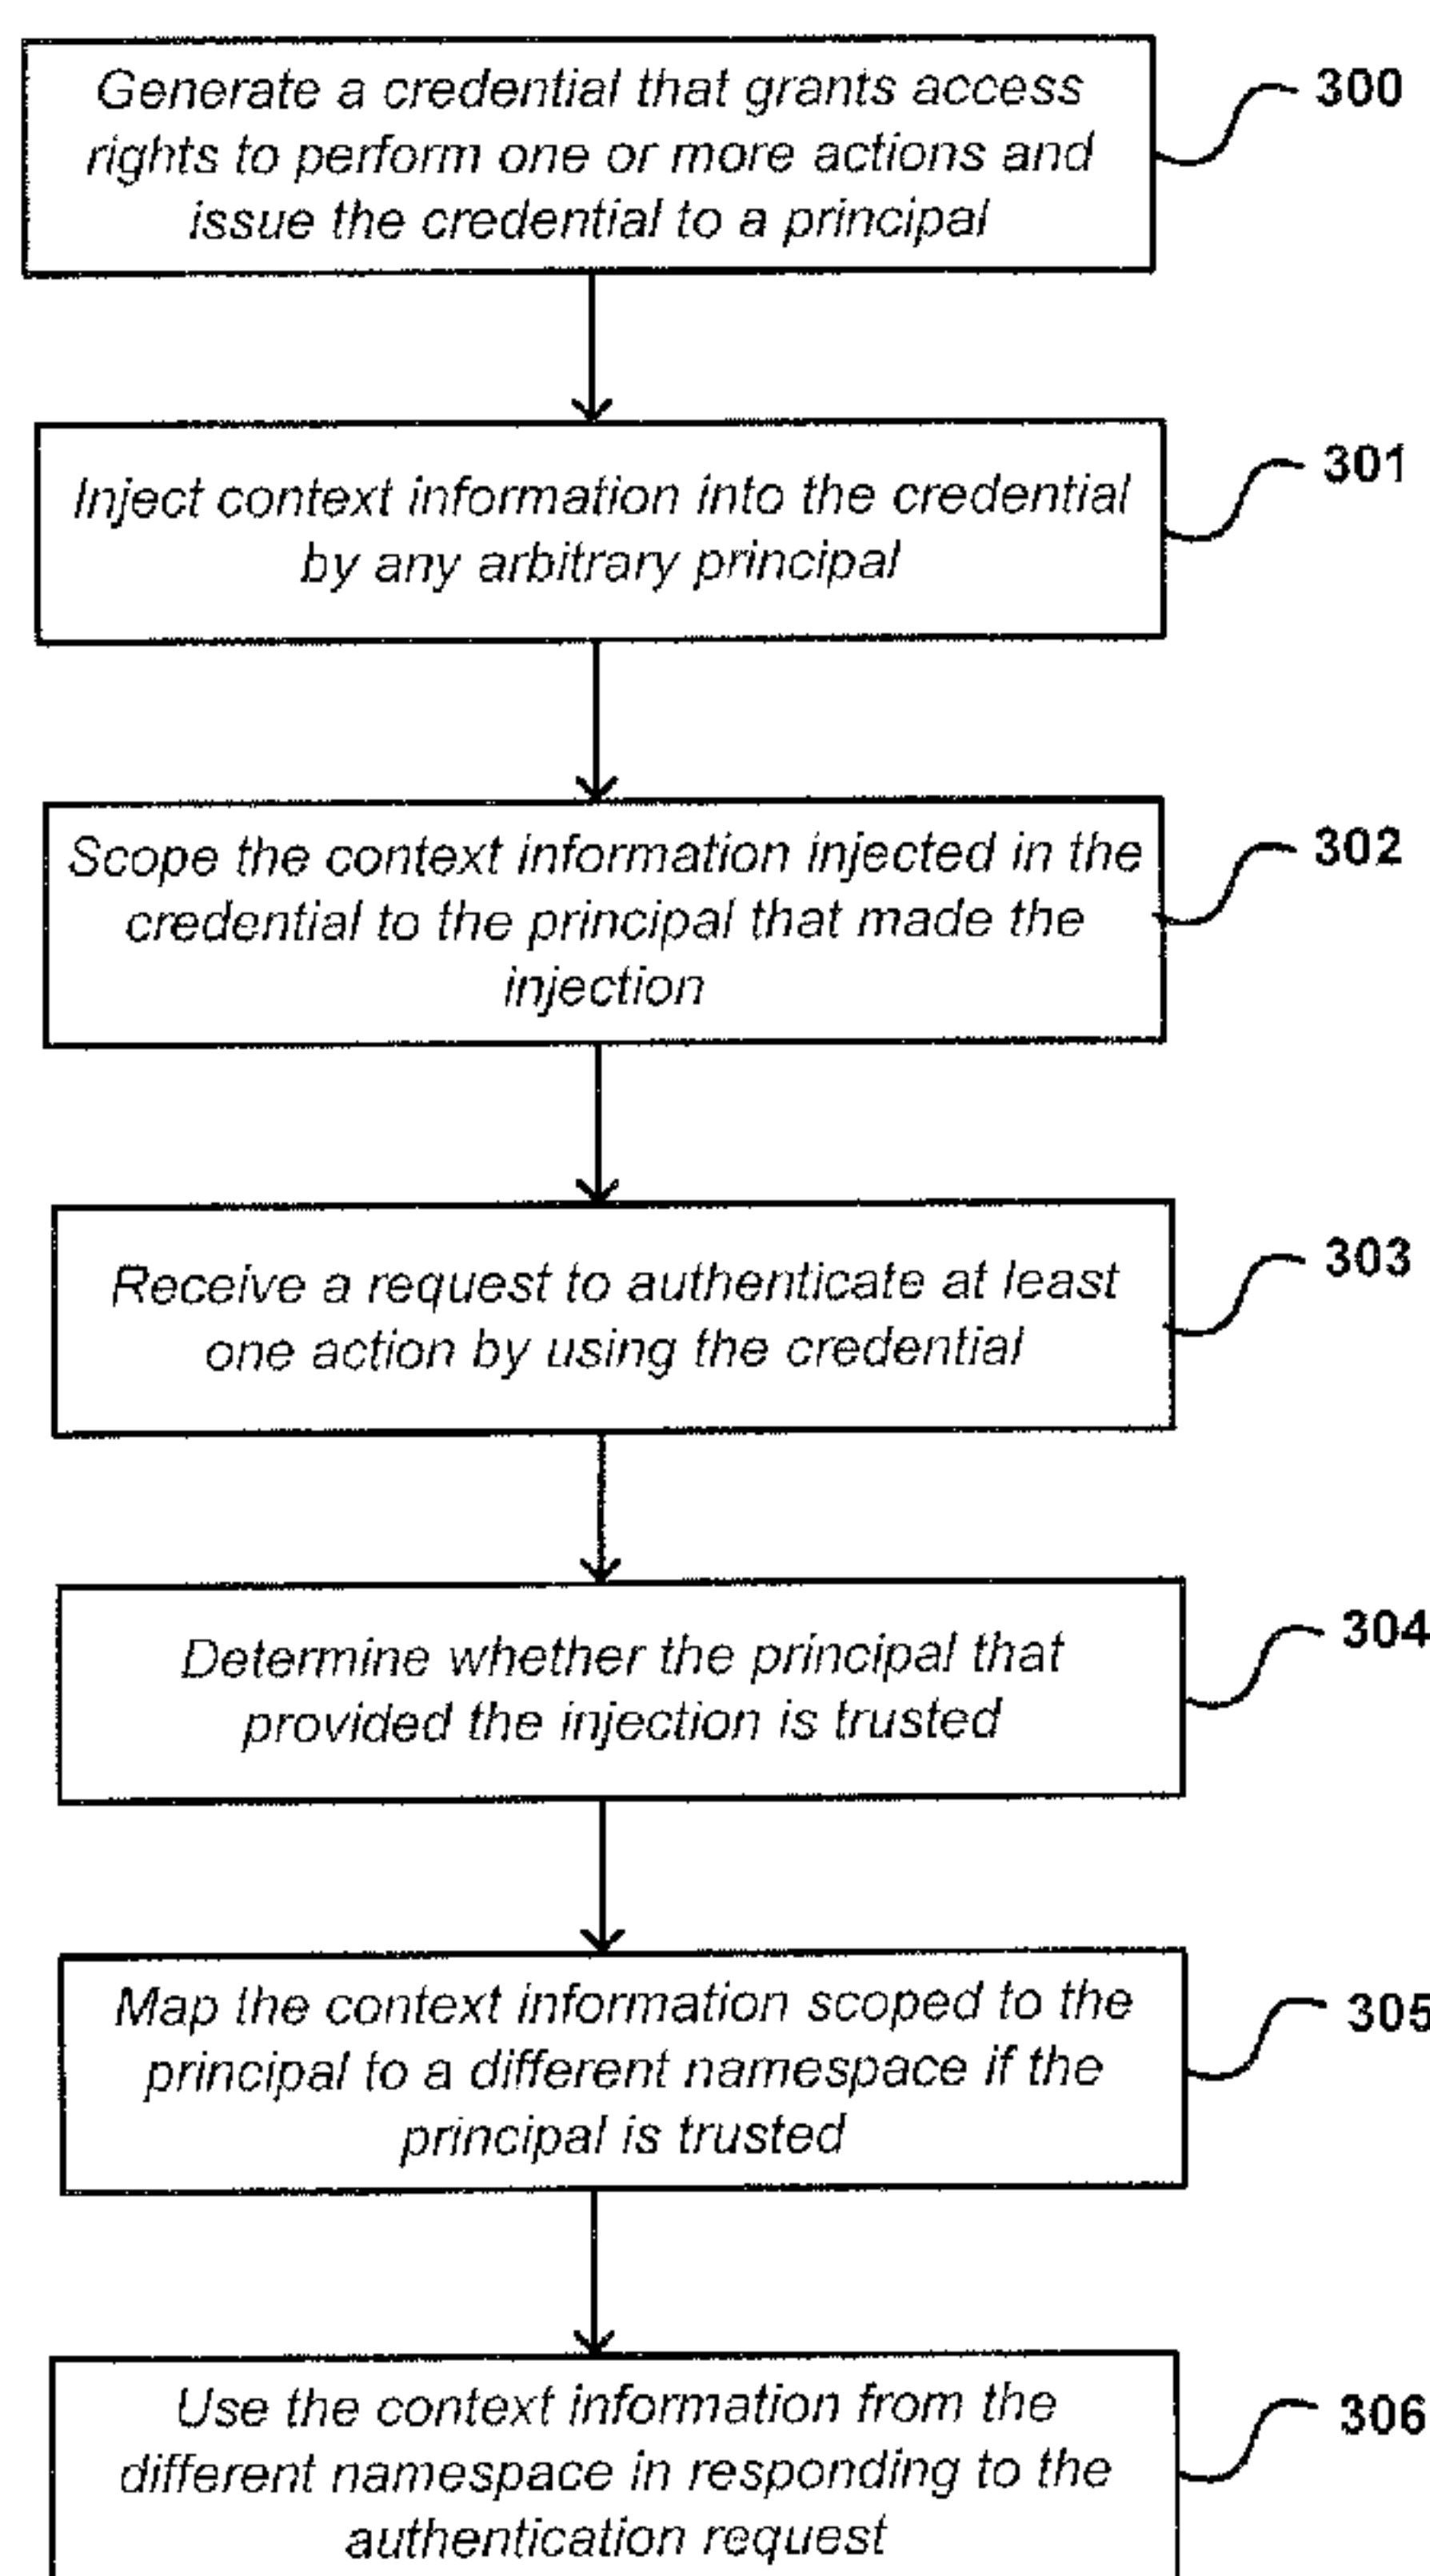 Generate a credential that grants access
rights to perform one or more actions and
issue the credential to a principal
300
Inject context information into the credential
by any arbitrary principal
301
Scope the context information injected in the
credential to the principal that made the
injection
302
Receive a request to authenticate at least
one action by using the credential
303
Determine whether the principal that
provided the injection is trusted
304
Map the context information scoped to the
principal to a different namespace if the
principal is trusted
305
Use the context information from the
different namespace in responding to the
authentication request
306